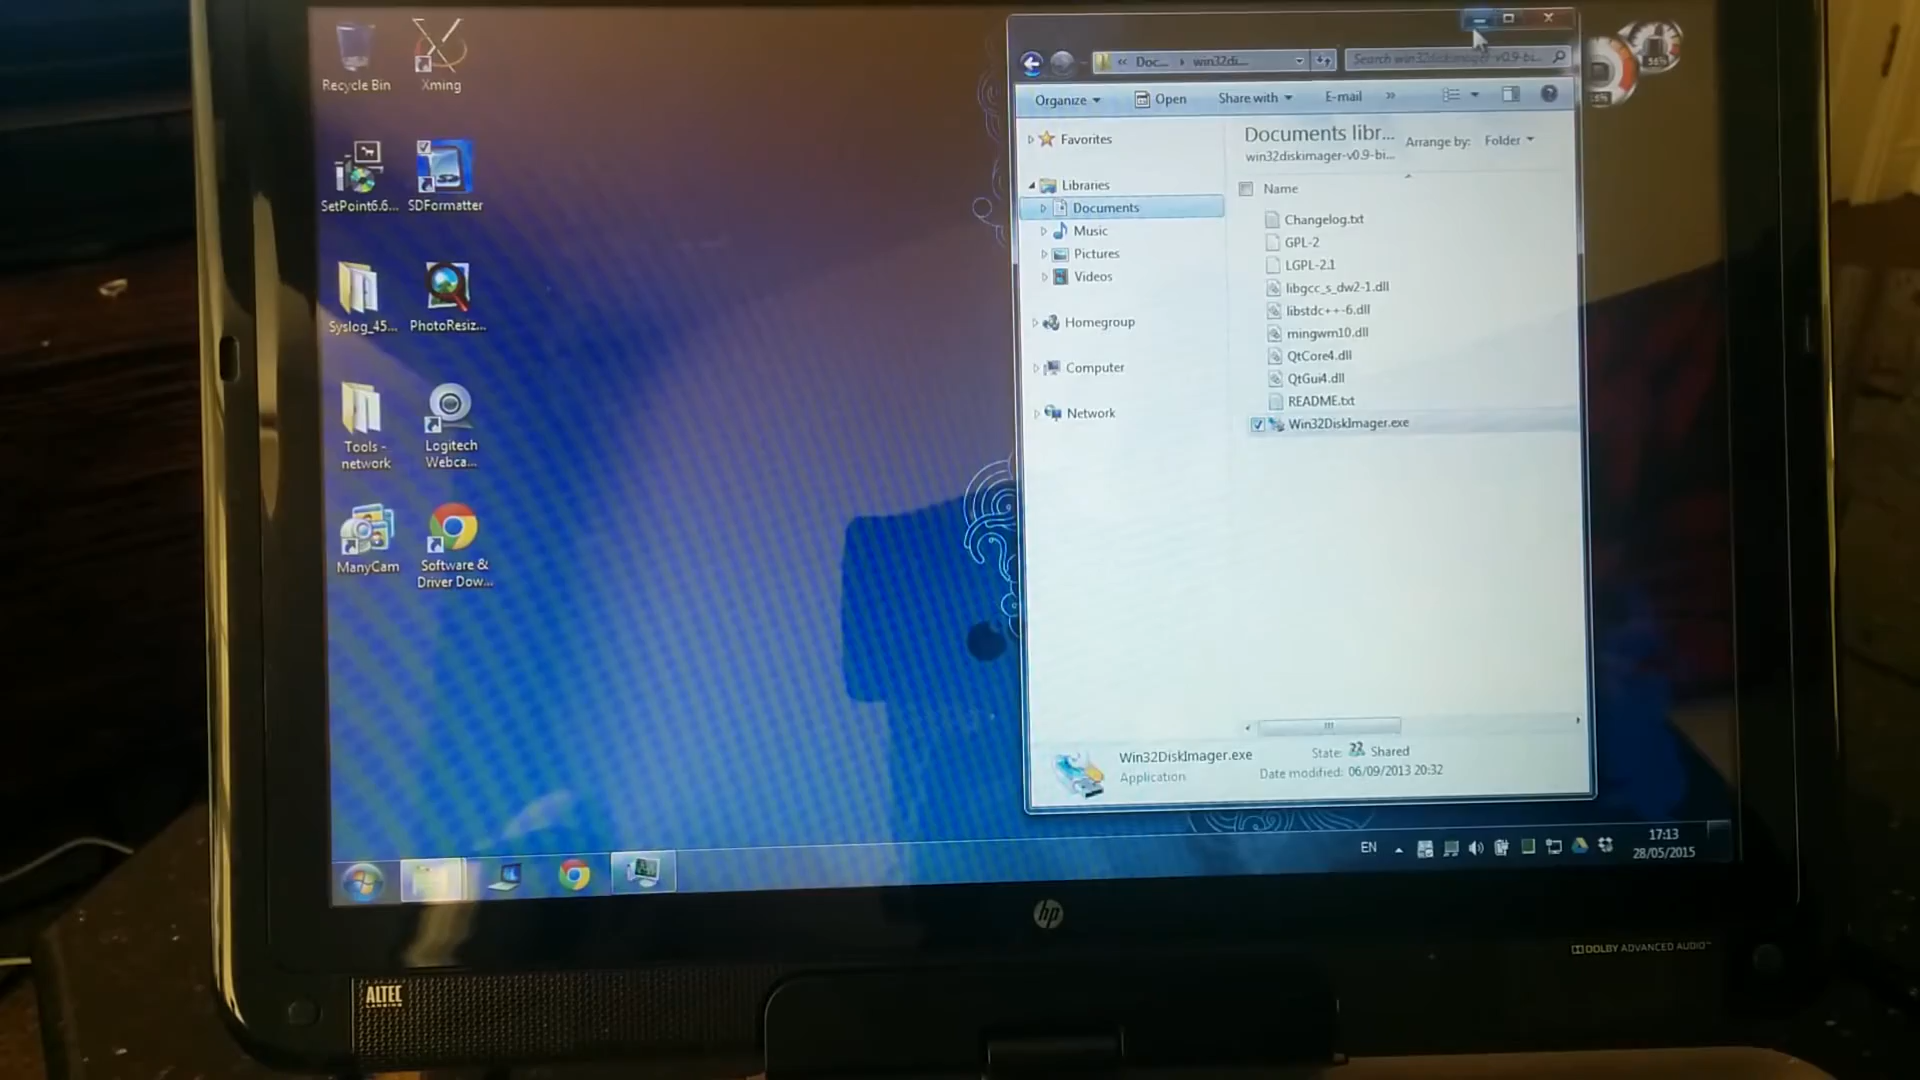 Recycle Bin
Xming
SetPoint6.6...
SDFormatter
Syslog_45...
PhotoResiz...
Tools -
network
Logitech
Webca...
ManyCam
Software &
Driver Dow...
« Doc... ▸ win32di...
Search win32diskimager-v0.9-bi...
Organize
Open
Share with
E-mail
»
Favorites
Libraries
Documents
Music
Pictures
Videos
Homegroup
Computer
Network
Documents libr...
win32diskimager-v0.9-bi...
Arrange by: Folder
Name
Changelog.txt
GPL-2
LGPL-2.1
libgcc_s_dw2-1.dll
libstdc++-6.dll
mingwm10.dll
QtCore4.dll
QtGui4.dll
README.txt
Win32DiskImager.exe
Win32DiskImager.exe
Application
State: Shared
Date modified: 06/09/2013 20:32
EN
17:13
28/05/2015
hp
DOLBY ADVANCED AUDIO™
ALTEC
LANSING